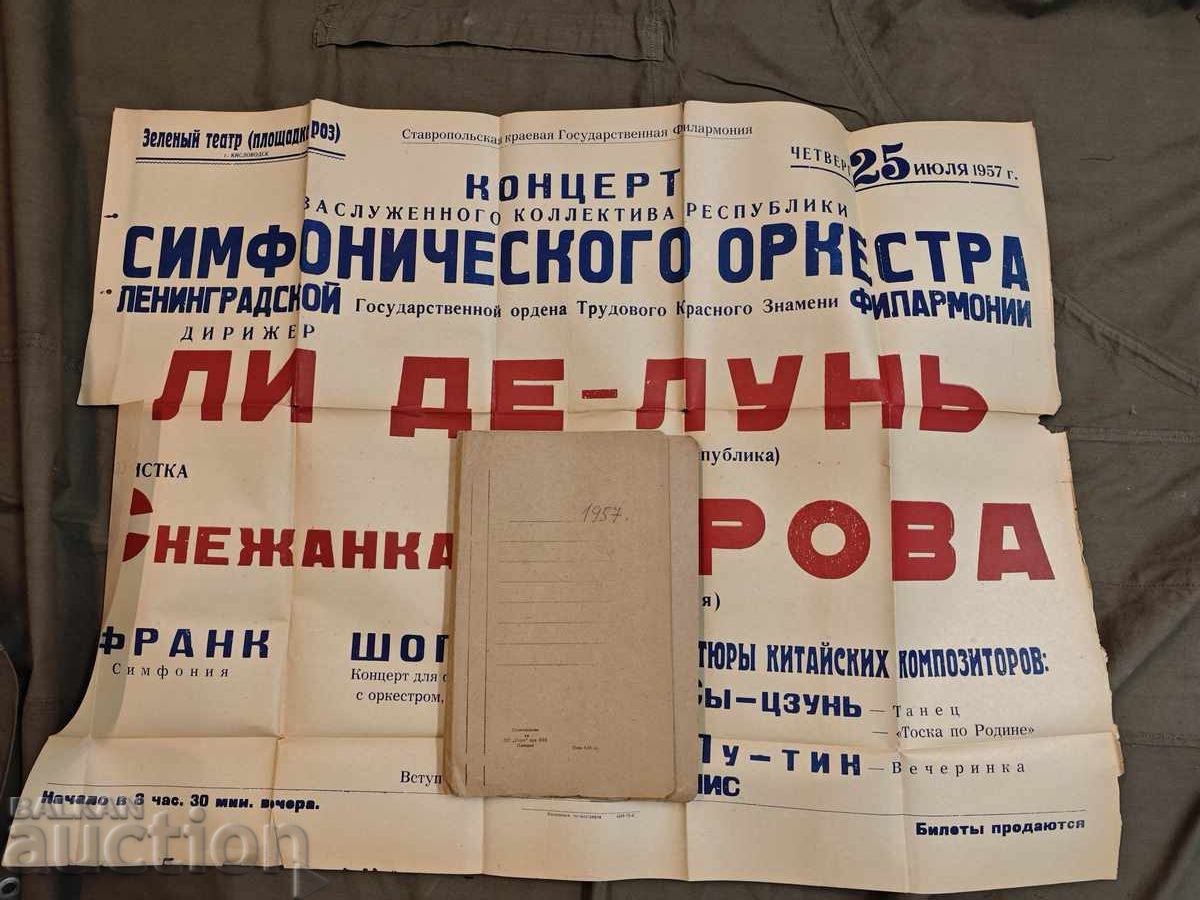 Зеленый театр (площадка роз)
г. КИСЛОВОДСК
Ставропольская краевая Государственная филармония
ЧЕТВЕРГ 25 ИЮЛЯ 1957 г.
КОНЦЕРТ
ЗАСЛУЖЕННОГО КОЛЛЕКТИВА РЕСПУБЛИКИ
СИМФОНИЧЕСКОГО ОРКЕСТРА
ЛЕНИНГРАДСКОЙ Государственной ордена Трудового Красного Знамени ФИЛАРМОНИИ
ДИРИЖЕР
ЛИ ДЕ-ЛУНЬ
публика)
ИСТКА
СНЕЖАНКА РОВА
я)
ФРАНК
Симфония
ШОП
Концерт для ф
с оркестром.
ТЮРЫ КИТАЙСКИХ КОМПОЗИТОРОВ:
СЫ-ЦЗУНЬ — Танец
— «Тоска по Родине»
ЛУ-ТИН — Вечеринка
ЛИС
Вступ
Начало в 8 час. 30 мин. вечера.
Билеты продаются
1957.
BALKAN
auction